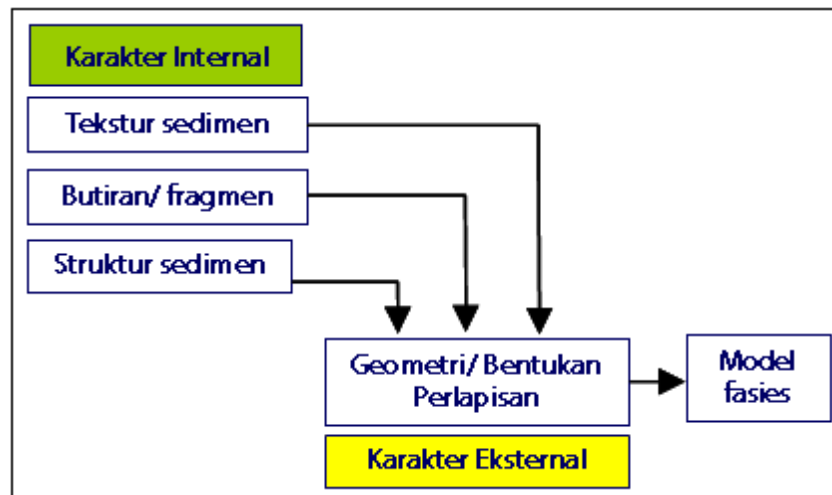 Karakter Internal
Tekstur sedimen
Butiran/ fragmen
Struktur sedimen
Geometri/ Bentukan
Perlapisan
Model
fasies
Karakter Eksternal